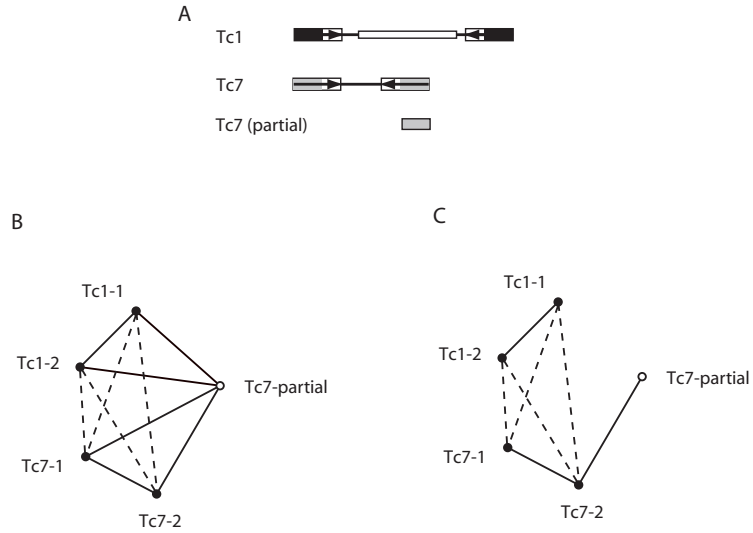 A
Tc1
Tc7
Tc7 (partial)
B
Tc1-1
Tc1-2
Tc7-partial
Tc7-1
Tc7-2
C
Tc1-1
Tc1-2
Tc7-partial
Tc7-1
Tc7-2